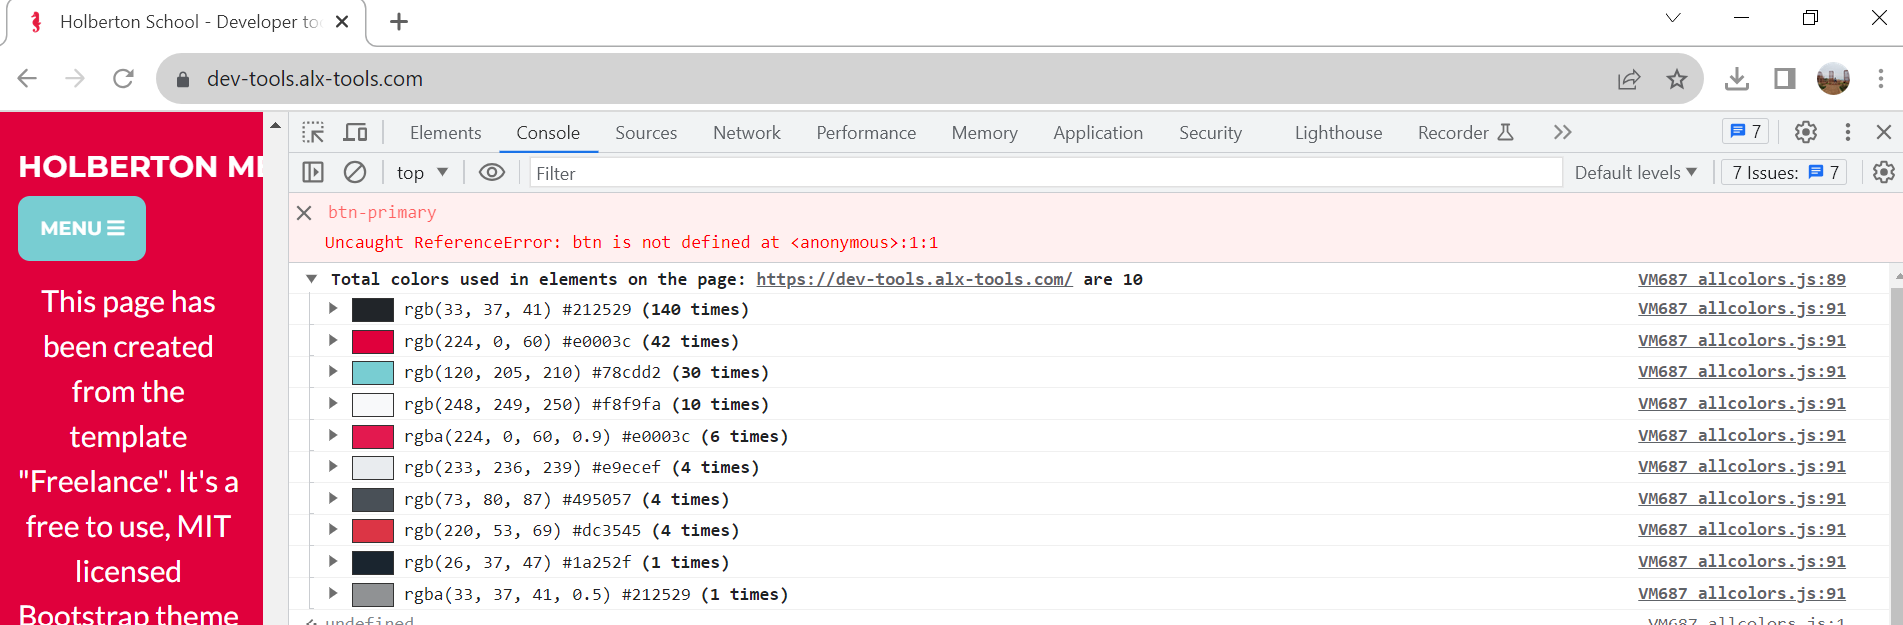 Holberton School - Developer to
dev-tools.alx-tools.com
HOLBERTON ME
MENU
This page has
been created
from the
template
"Freelance". It's a
free to use, MIT
licensed
Bootstrap theme
Elements Console Sources Network Performance Memory Application Security Lighthouse Recorder 7
top Filter Default levels 7 Issues: 7
btn-primary
Uncaught ReferenceError: btn is not defined at <anonymous>:1:1
Total colors used in elements on the page: https://dev-tools.alx-tools.com/ are 10 VM687 allcolors.js:89
rgb(33, 37, 41) #212529 (140 times) VM687 allcolors.js:91
rgb(224, 0, 60) #e0003c (42 times) VM687 allcolors.js:91
rgb(120, 205, 210) #78cdd2 (30 times) VM687 allcolors.js:91
rgb(248, 249, 250) #f8f9fa (10 times) VM687 allcolors.js:91
rgba(224, 0, 60, 0.9) #e0003c (6 times) VM687 allcolors.js:91
rgb(233, 236, 239) #e9ecef (4 times) VM687 allcolors.js:91
rgb(73, 80, 87) #495057 (4 times) VM687 allcolors.js:91
rgb(220, 53, 69) #dc3545 (4 times) VM687 allcolors.js:91
rgb(26, 37, 47) #1a252f (1 times) VM687 allcolors.js:91
rgba(33, 37, 41, 0.5) #212529 (1 times) VM687 allcolors.js:91
undefined VM687 allcolors.js:1